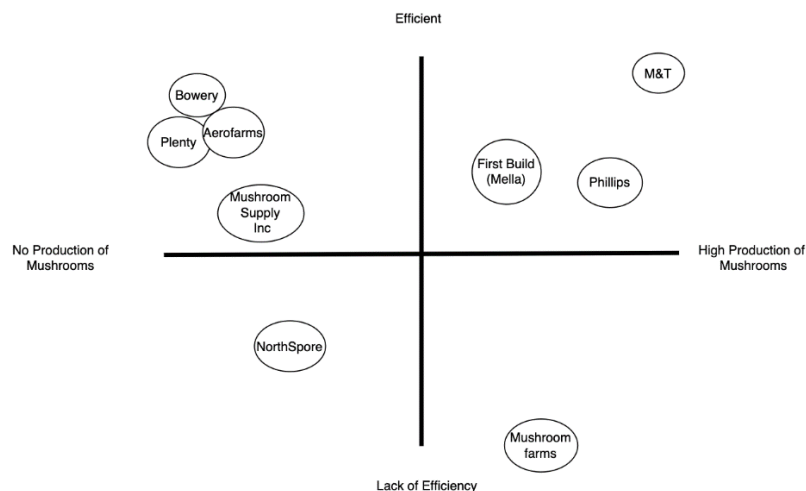 Efficient
M&T
Bowery
Plenty
Aerofarms
First Build
(Mella)
Phillips
Mushroom
Supply
Inc
No Production of
Mushrooms
High Production of
Mushrooms
NorthSpore
Mushroom
farms
Lack of Efficiency